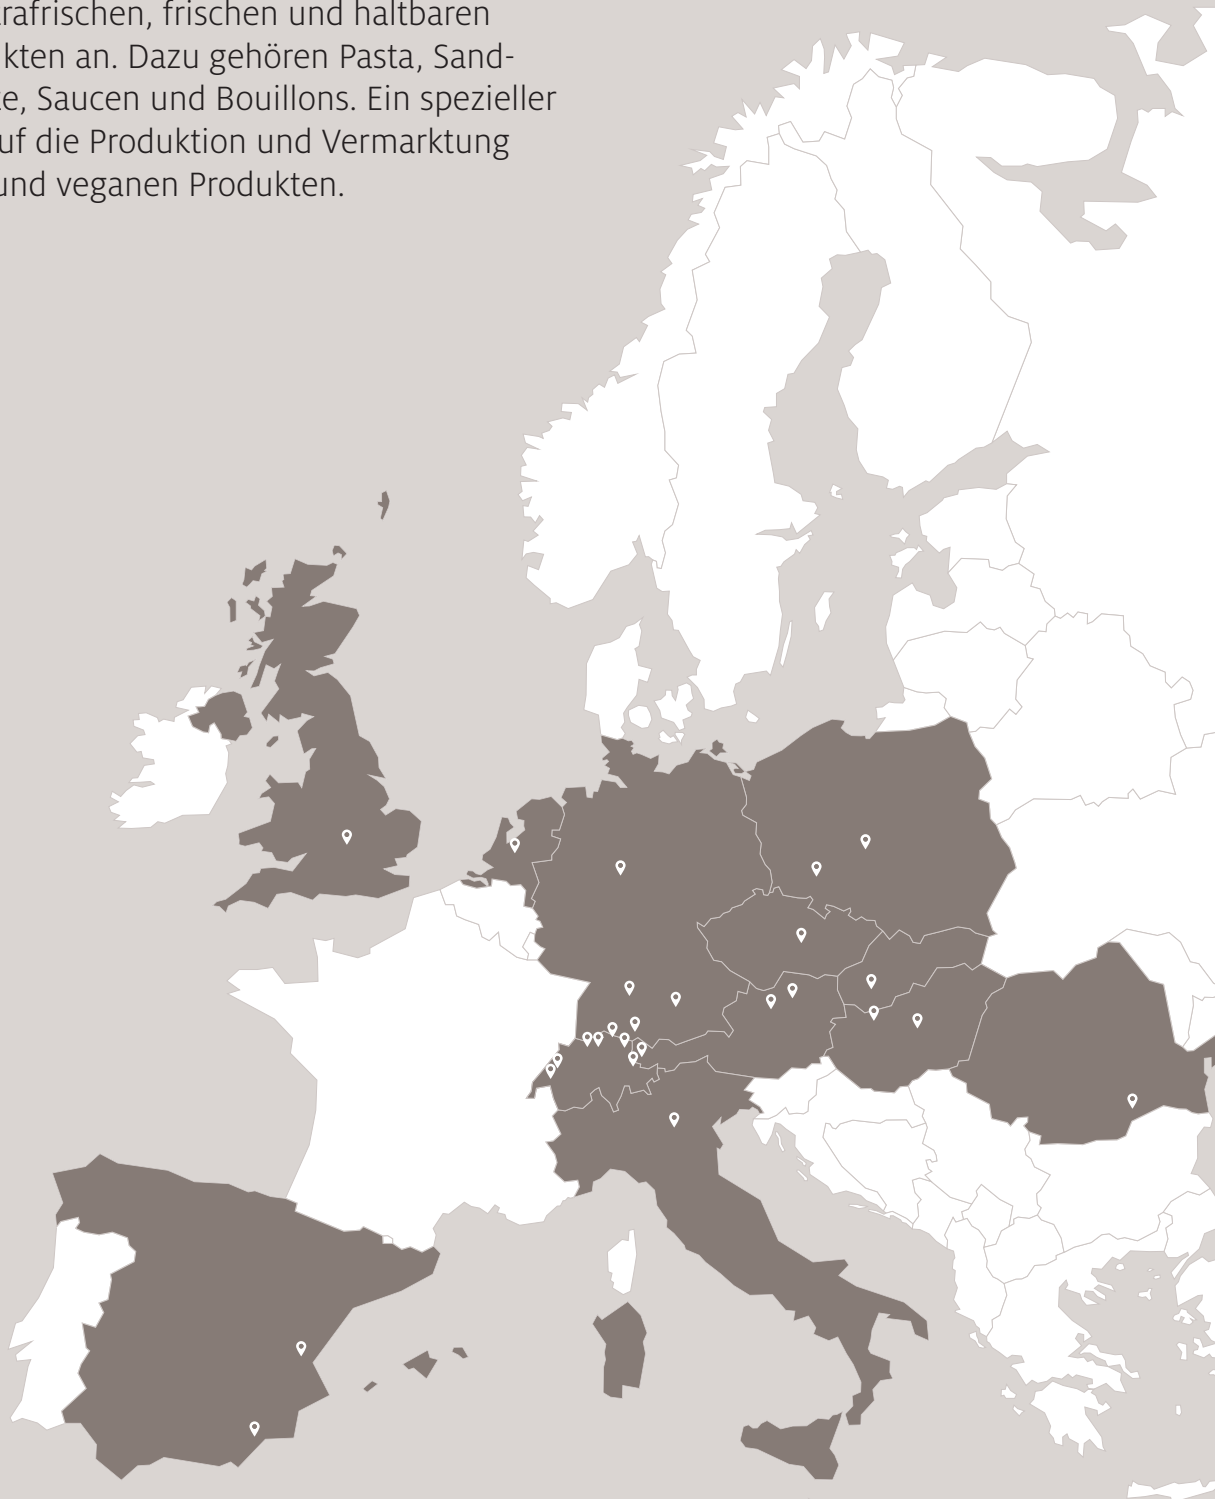 rafrischen, frischen und haltbaren
kten an. Dazu gehören Pasta, Sand-
e, Saucen und Bouillons. Ein spezieller
uf die Produktion und Vermarktung
und veganen Produkten.